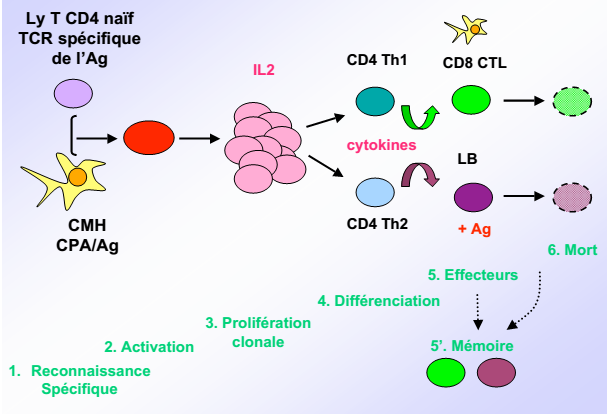 Ly T CD4 naïf
TCR spécifique
de l'Ag
IL2
CD4 Th1
CD8 CTL
cytokines
LB
CMH
CPA/Ag
CD4 Th2
+ Ag
6. Mort
5. Effecteurs
4. Différenciation
3. Prolifération
clonale
2. Activation
5'. Mémoire
1. Reconnaissance
Spécifique